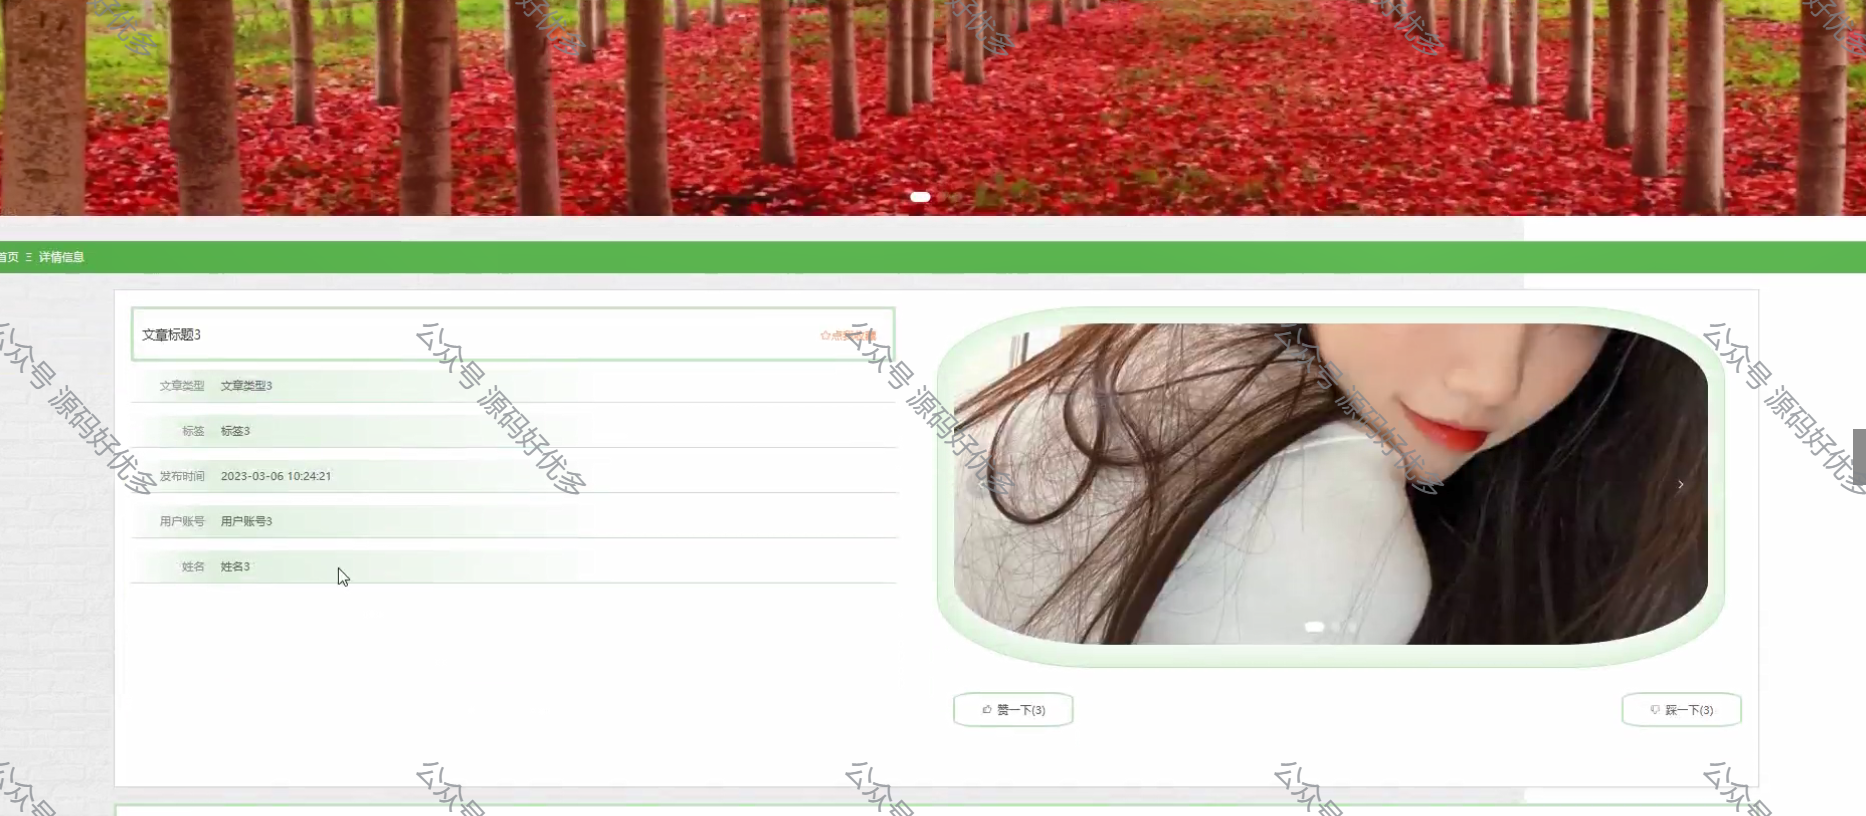 首页 Ξ 详情信息
文章标题3
☆点我收藏
文章类型 文章类型3
标签 标签3
发布时间 2023-03-06 10:24:21
用户账号 用户账号3
姓名 姓名3
赞一下(3)
踩一下(3)
公众号 源码好优多